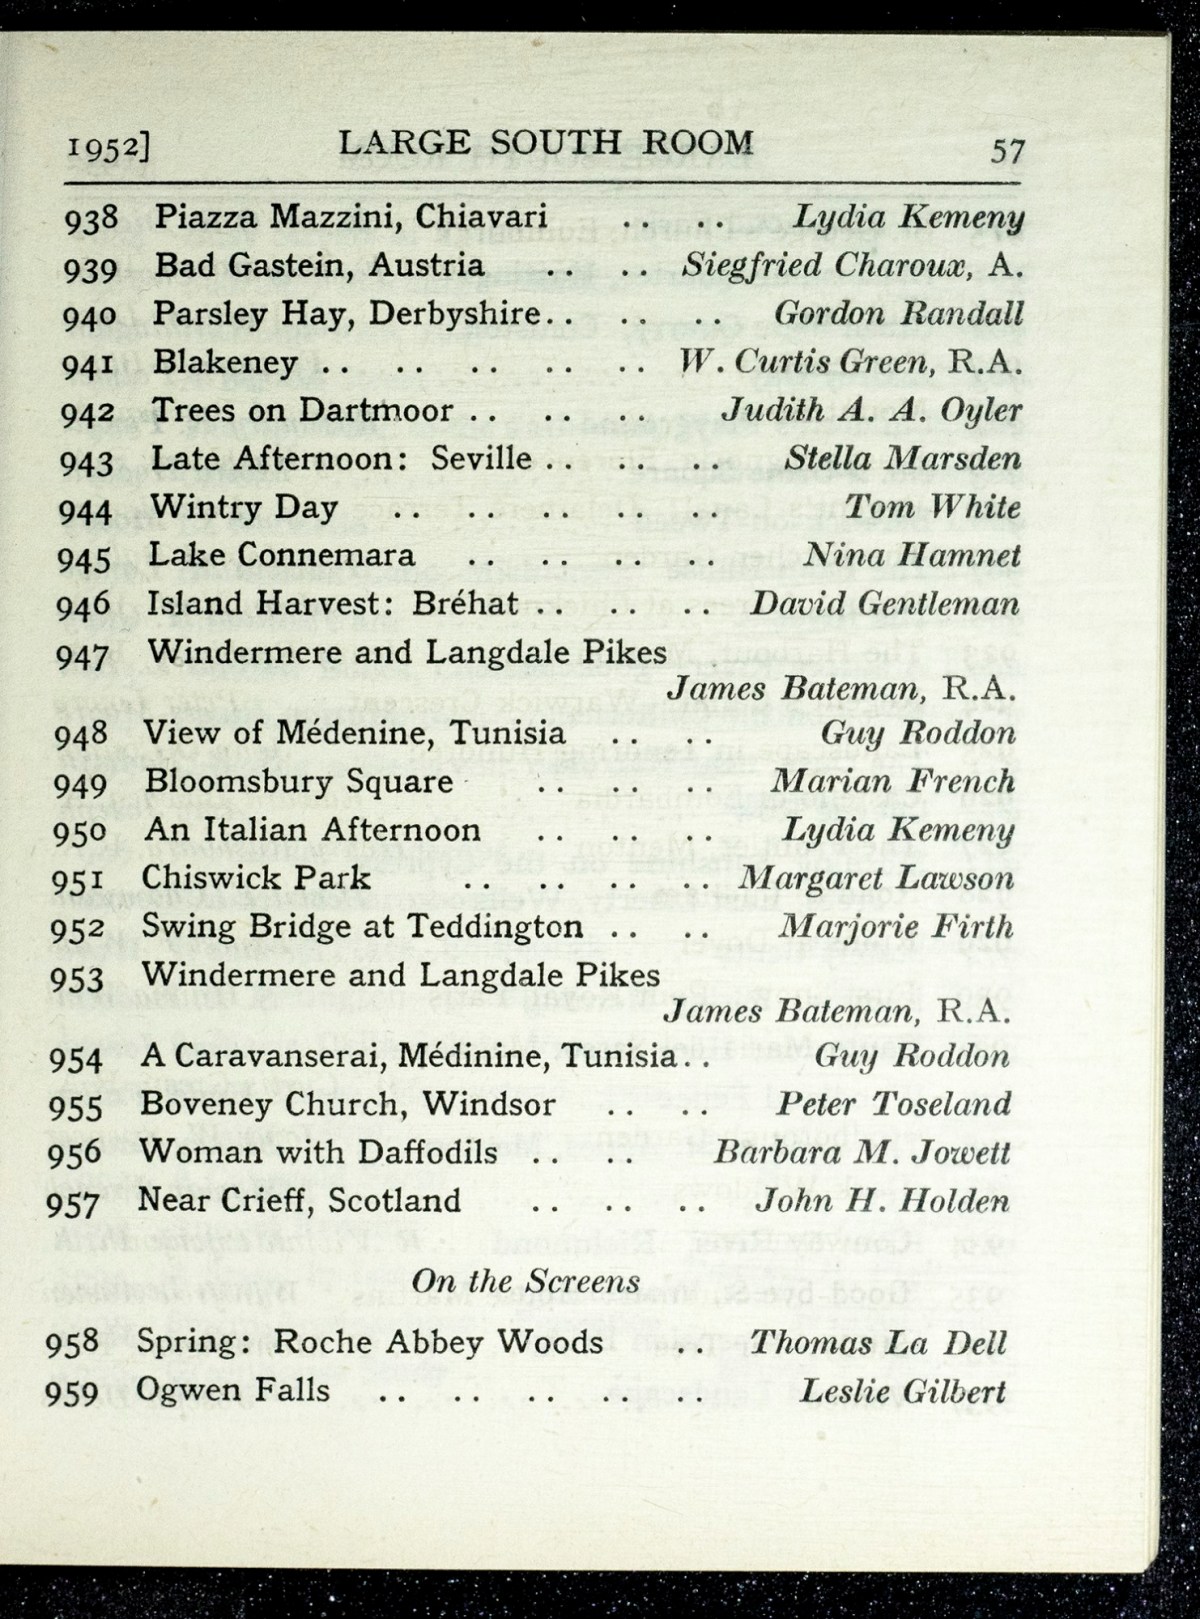 1952] LARGE SOUTH ROOM 57
938 Piazza Mazzini, Chiavari .. .. Lydia Kemeny
939 Bad Gastein, Austria .. .. Siegfried Charoux, A.
940 Parsley Hay, Derbyshire .. .. .. Gordon Randall
941 Blakeney .. .. .. .. .. W. Curtis Green, R.A.
942 Trees on Dartmoor .. .. .. Judith A. A. Oyler
943 Late Afternoon: Seville .. .. .. Stella Marsden
944 Wintry Day .. .. .. .. .. Tom White
945 Lake Connemara .. .. .. .. Nina Hamnet
946 Island Harvest: Bréhat .. .. .. David Gentleman
947 Windermere and Langdale Pikes
James Bateman, R.A.
948 View of Médenine, Tunisia .. .. Guy Roddon
949 Bloomsbury Square .. .. .. Marian French
950 An Italian Afternoon .. .. .. Lydia Kemeny
951 Chiswick Park .. .. .. .. Margaret Lawson
952 Swing Bridge at Teddington .. .. Marjorie Firth
953 Windermere and Langdale Pikes
James Bateman, R.A.
954 A Caravanserai, Médinine, Tunisia .. Guy Roddon
955 Boveney Church, Windsor .. .. Peter Toseland
956 Woman with Daffodils .. .. Barbara M. Jowett
957 Near Crieff, Scotland .. .. .. John H. Holden
On the Screens
958 Spring: Roche Abbey Woods .. Thomas La Dell
959 Ogwen Falls .. .. .. .. .. Leslie Gilbert